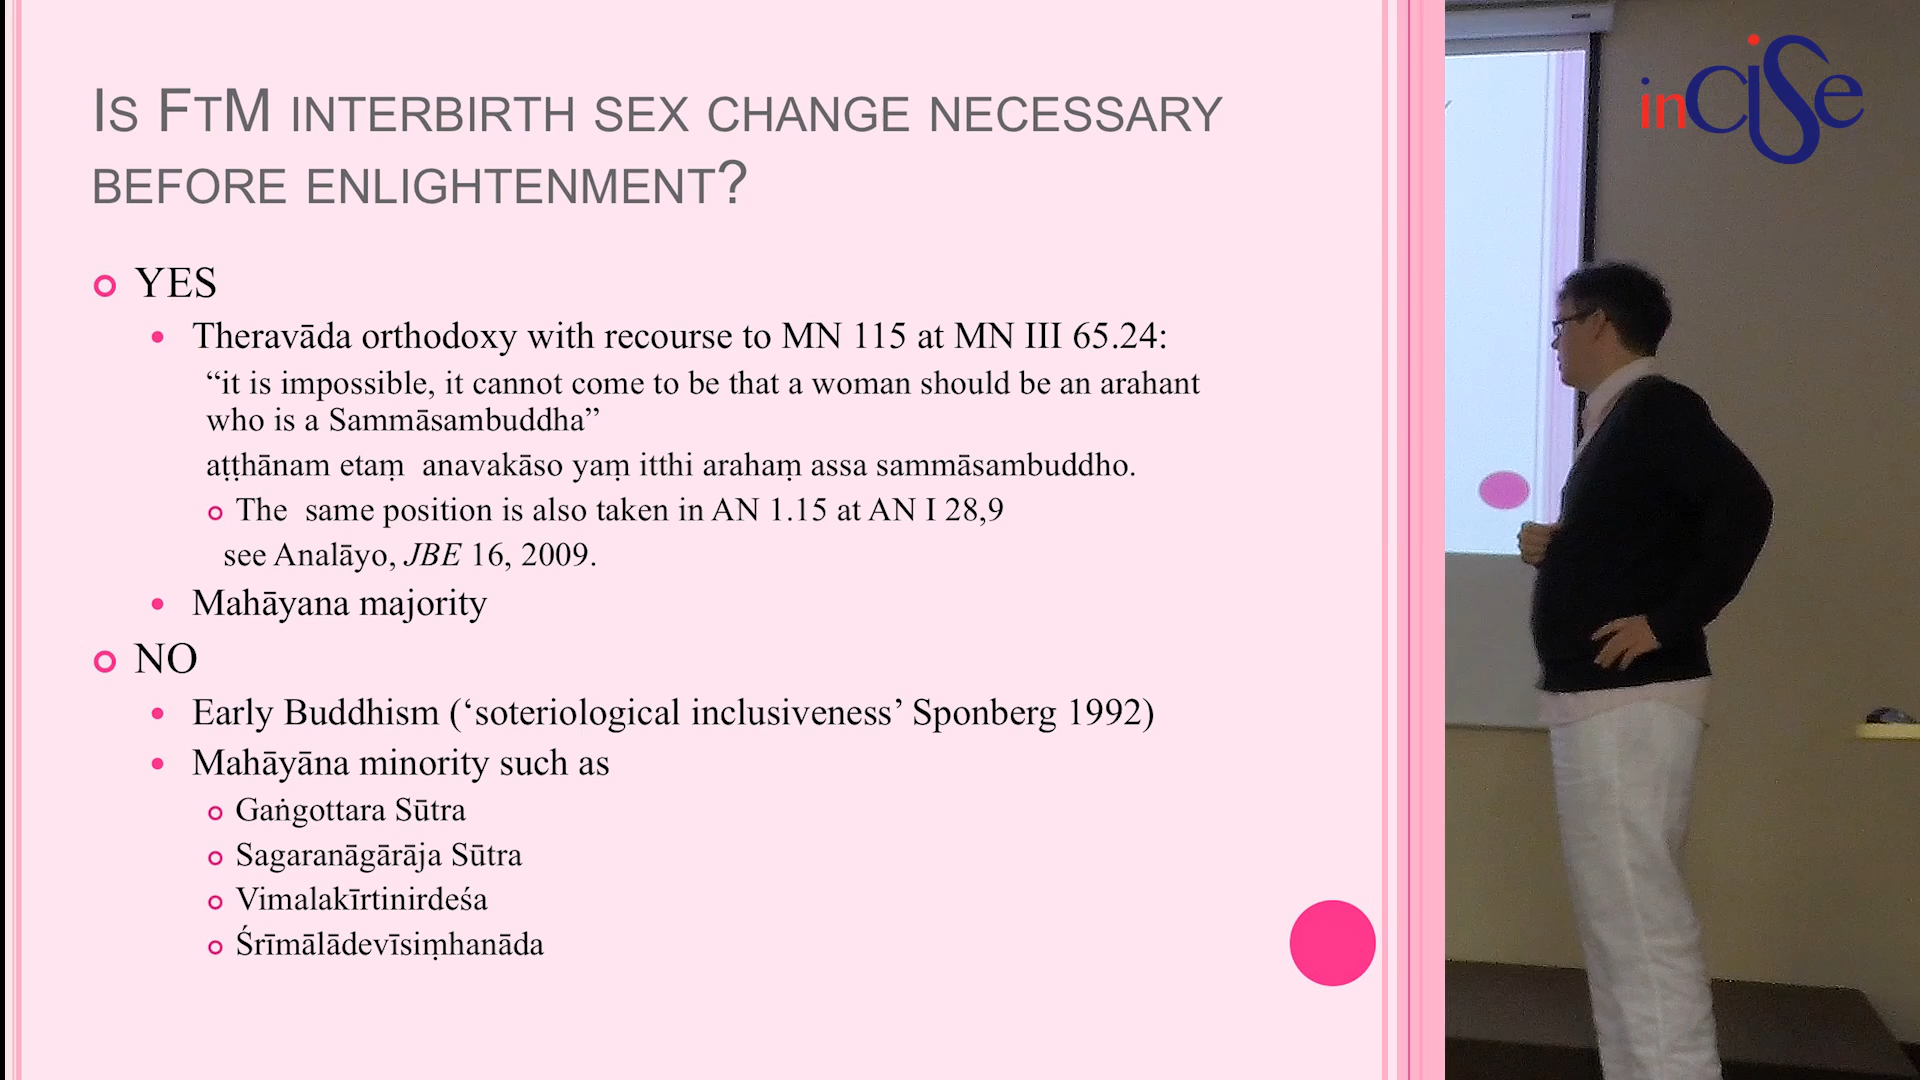 IS FTM INTERBIRTH SEX CHANGE NECESSARY
BEFORE ENLIGHTENMENT?
YES
Theravāda orthodoxy with recourse to MN 115 at MN III 65.24:
“it is impossible, it cannot come to be that a woman should be an arahant
who is a Sammāsambuddha”
aṭṭhānam etaṃ anavakāso yaṃ itthi arahaṃ assa sammāsambuddho.
The same position is also taken in AN 1.15 at AN I 28,9
see Analāyo, JBE 16, 2009.
Mahāyana majority
NO
Early Buddhism (‘soteriological inclusiveness’ Sponberg 1992)
Mahāyāna minority such as
Gaṅgottara Sūtra
Sagaranāgārāja Sūtra
Vimalakīrtinirdeśa
Śrīmālādevīsiṃhanāda
inCiSe